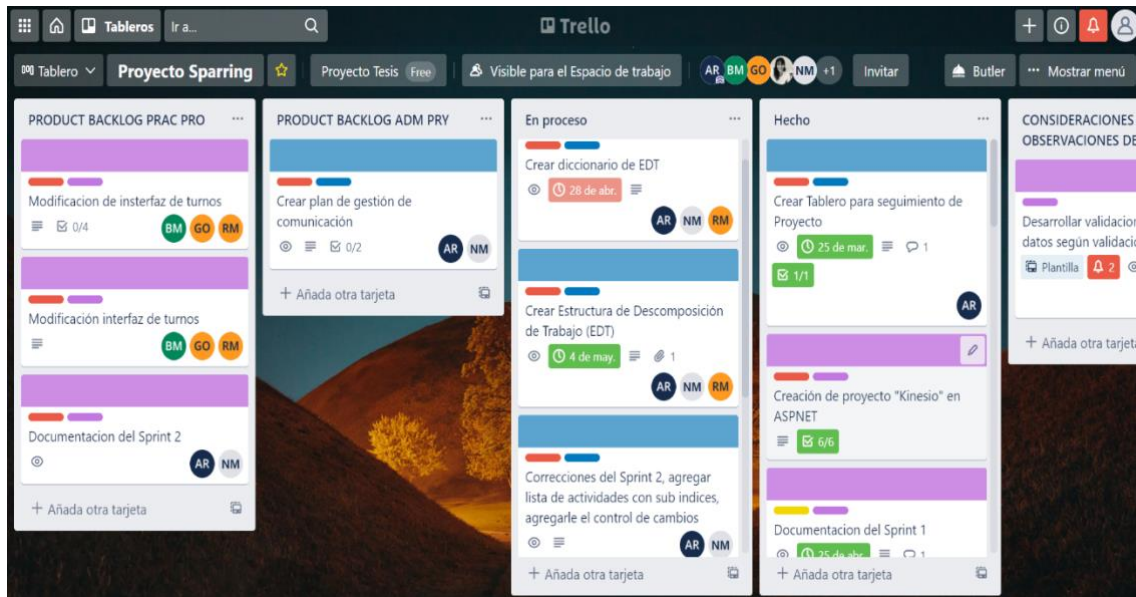 Tableros
Ir a...
Trello
Tablero
Proyecto Sparring
Proyecto Tesis Free
Visible para el Espacio de trabajo
AR BM GO NM +1
Invitar
Butler
... Mostrar menú
PRODUCT BACKLOG PRAC PRO
Modificacion de insterfaz de turnos
0/4
BM GO RM
Modificación interfaz de turnos
BM GO RM
Documentacion del Sprint 2
AR NM
+ Añada otra tarjeta
PRODUCT BACKLOG ADM PRY
Crear plan de gestión de
comunicación
0/2
AR NM
+ Añada otra tarjeta
En proceso
Crear diccionario de EDT
28 de abr.
AR NM RM
Crear Estructura de Descomposición
de Trabajo (EDT)
4 de may.
1
AR NM RM
Correcciones del Sprint 2, agregar
lista de actividades con sub indices,
agregarle el control de cambios
AR NM
+ Añada otra tarjeta
Hecho
Crear Tablero para seguimiento de
Proyecto
25 de mar.
1
1/1
AR
Creación de proyecto "Kinesio" en
ASPNET
6/6
Documentacion del Sprint 1
25 de abr.
1
+ Añada otra tarjeta
CONSIDERACIONES
OBSERVACIONES DE
Desarrollar validacion
datos según validacio
Plantilla
2
+ Añada otra tarjeta